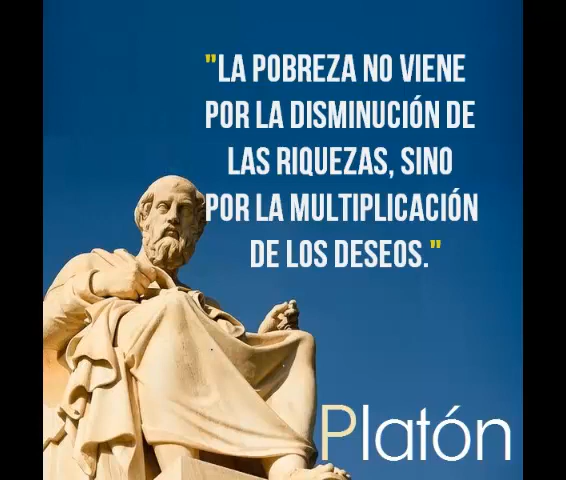 "LA POBREZA NO VIENE
POR LA DISMINUCIÓN DE
LAS RIQUEZAS, SINO
POR LA MULTIPLICACIÓN
DE LOS DESEOS."
Platón